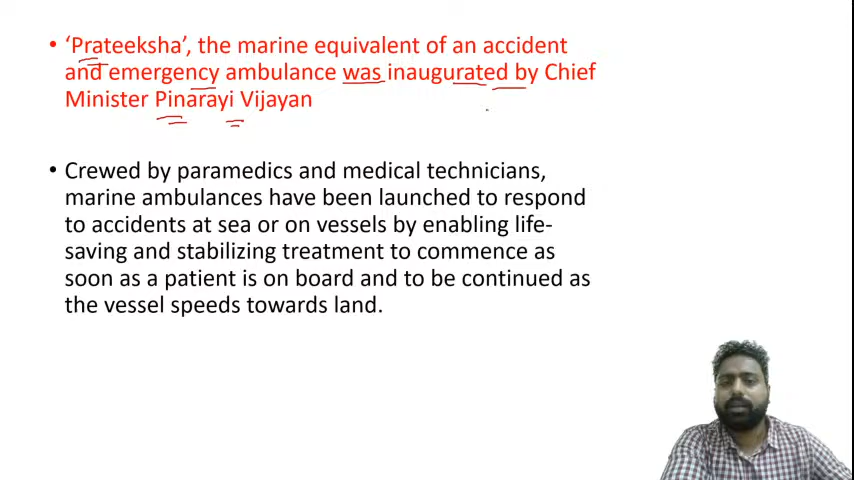 • ‘Prateeksha’, the marine equivalent of an accident
and emergency ambulance was inaugurated by Chief
Minister Pinarayi Vijayan
• Crewed by paramedics and medical technicians,
marine ambulances have been launched to respond
to accidents at sea or on vessels by enabling life-
saving and stabilizing treatment to commence as
soon as a patient is on board and to be continued as
the vessel speeds towards land.